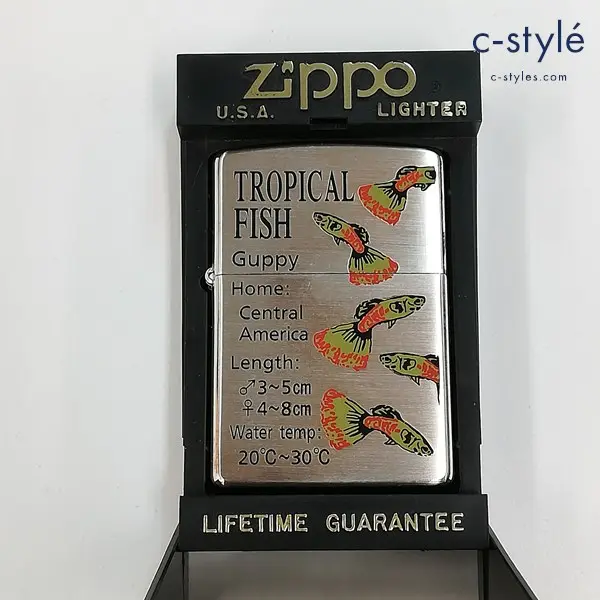 c-stylé
c-styles.com
zippo
U.S.A. LIGHTER
TROPICAL
FISH
Guppy
Home:
Central
America
Length:
♂3~5cm
♀4~8cm
Water temp:
20℃~30℃
LIFETIME GUARANTEE